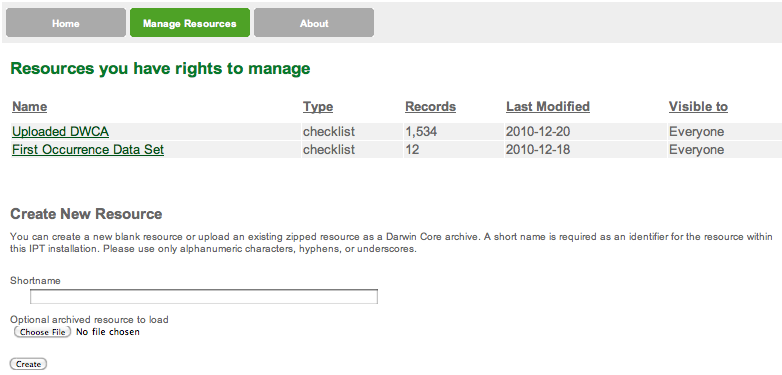 Home Manage Resources About
Resources you have rights to manage
Name Type Records Last Modified Visible to
Uploaded DWCA checklist 1,534 2010-12-20 Everyone
First Occurrence Data Set checklist 12 2010-12-18 Everyone
Create New Resource
You can create a new blank resource or upload an existing zipped resource as a Darwin Core archive. A short name is required as an identifier for the resource within
this IPT installation. Please use only alphanumeric characters, hyphens, or underscores.
Shortname
Optional archived resource to load
Choose File No file chosen
Create